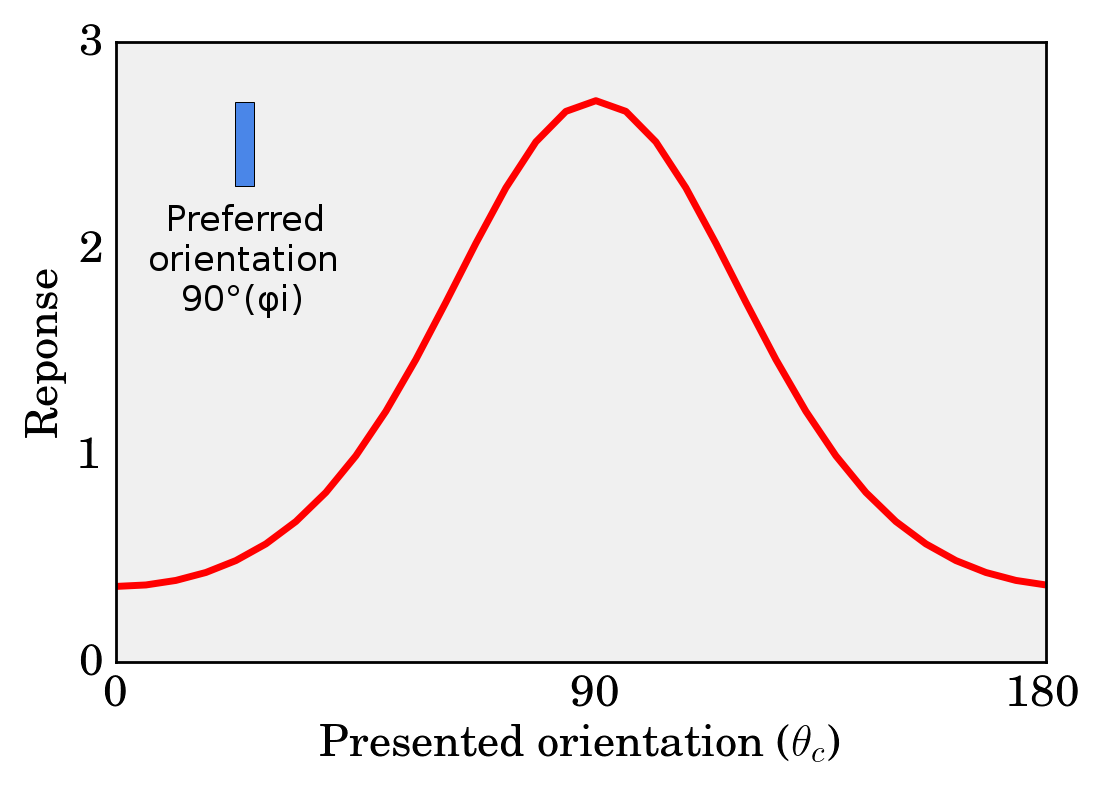 3
Preferred
orientation
90°(φi)
2
1
0
Reponse
0 90 180
Presented orientation (θc)